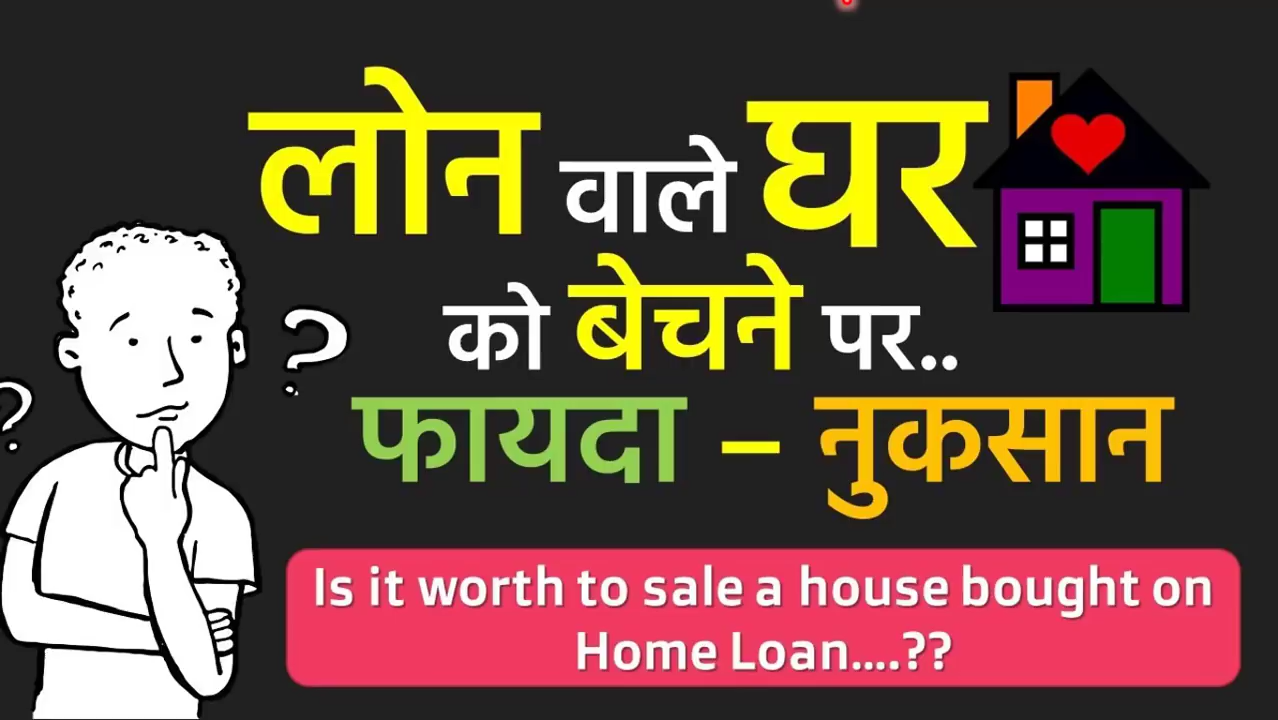 लोन वाले घर
को बेचने पर..
फायदा – नुकसान
Is it worth to sale a house bought on
Home Loan....??